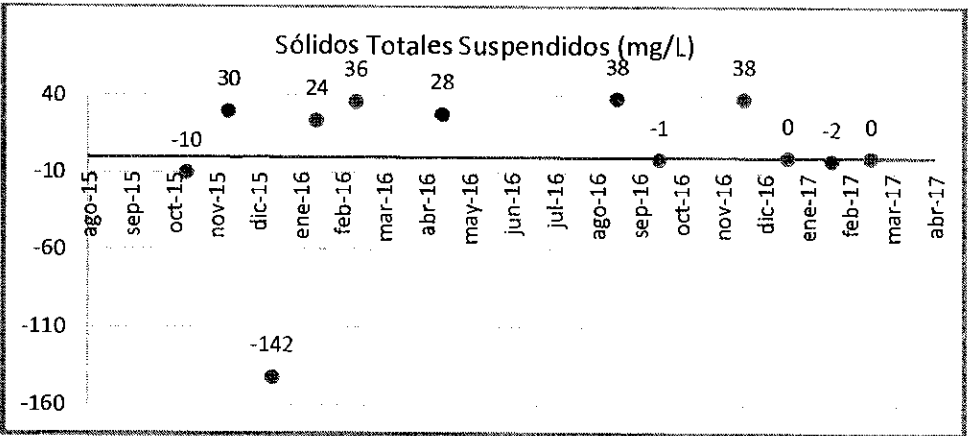 Sólidos Totales Suspendidos (mg/L)
40
-10
-60
-110
-160
-10
30
-142
24
36
28
38
-1
38
0
-2
0
ago-15
sep-15
oct-15
nov-15
dic-15
ene-16
feb-16
mar-16
abr-16
may-16
jun-16
jul-16
ago-16
sep-16
oct-16
nov-16
dic-16
ene-17
feb-17
mar-17
abr-17